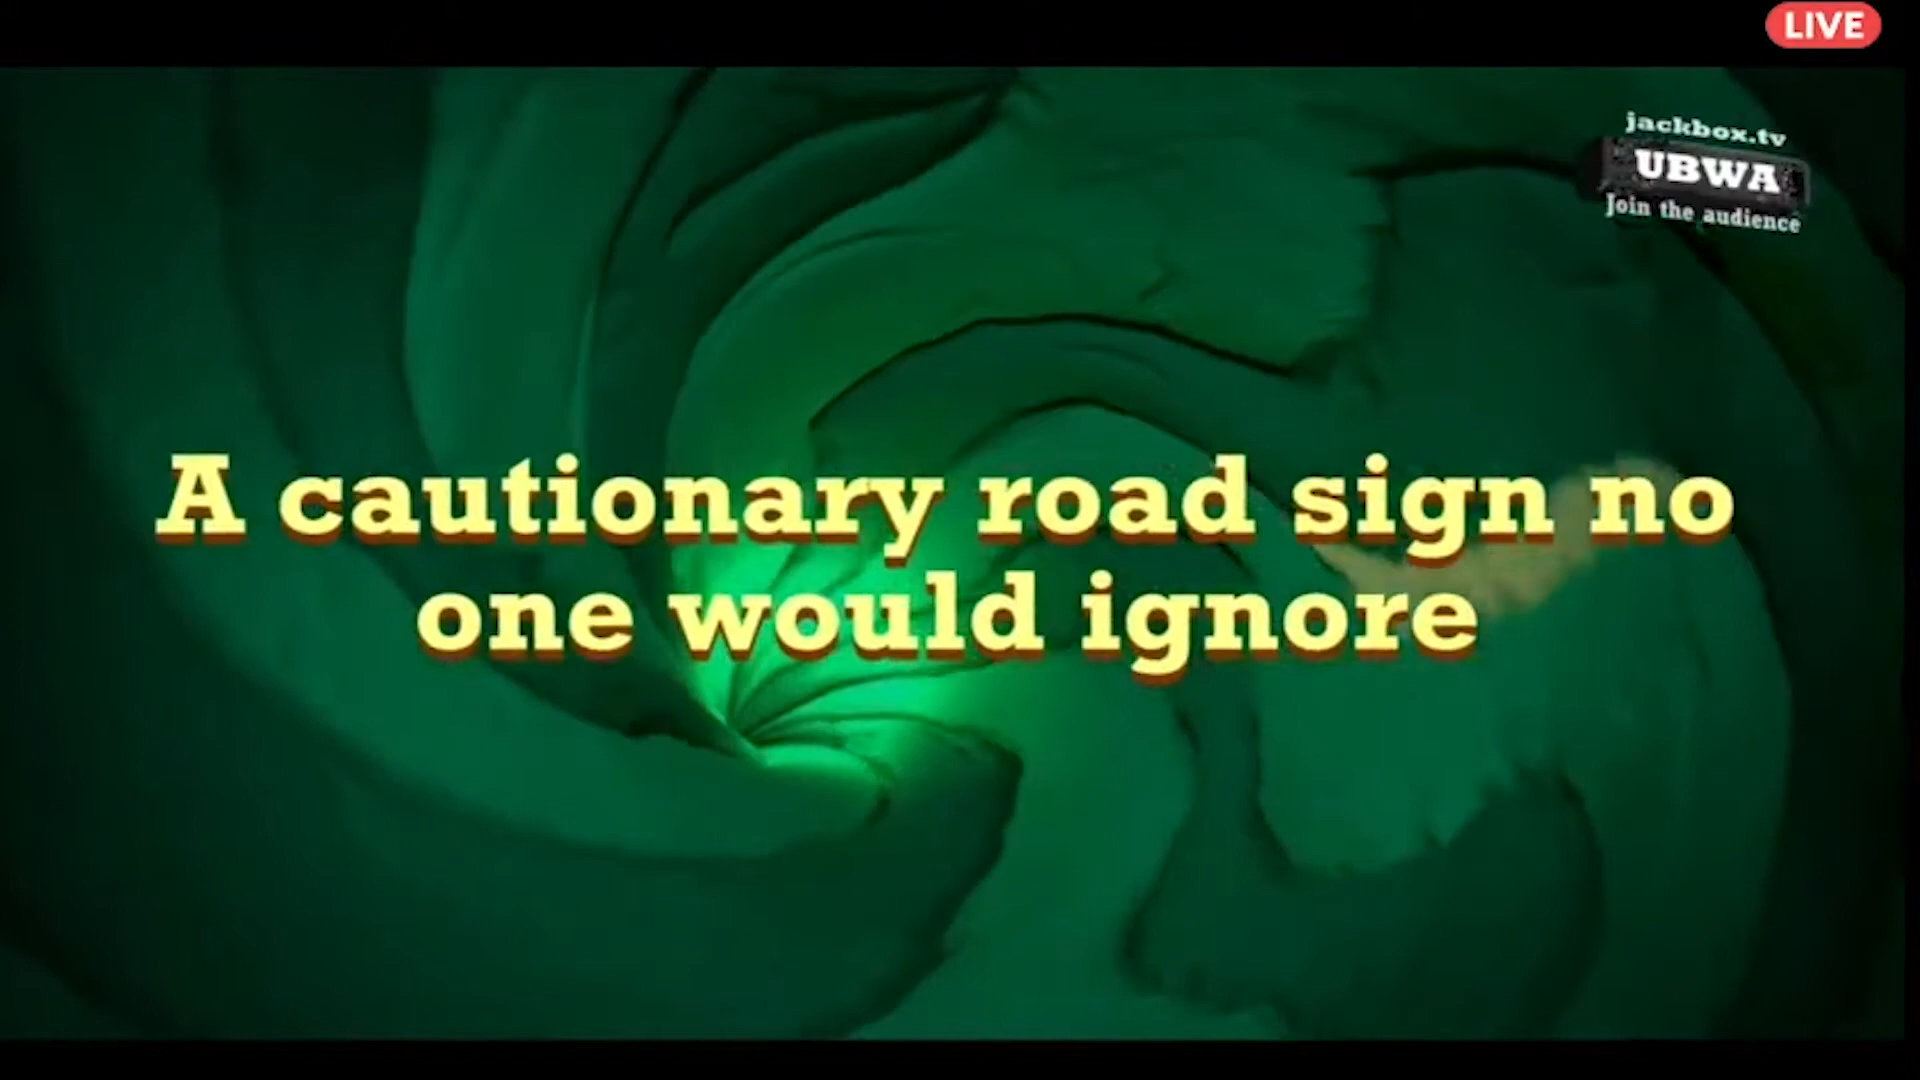 LIVE
jackbox.tv
UBWA
Join the audience
A cautionary road sign no
one would ignore